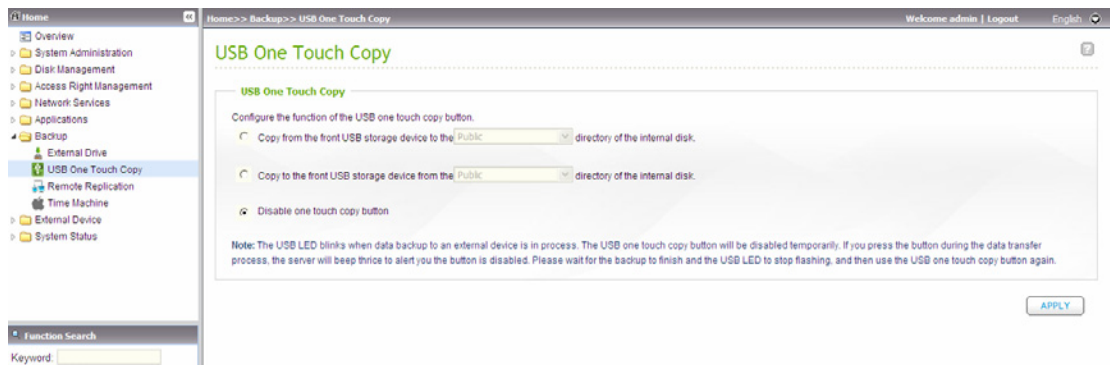 Home
Home>> Backup>> USB One Touch Copy
Welcome admin | Logout
English
Overview
System Administration
Disk Management
Access Right Management
Network Services
Applications
Backup
External Drive
USB One Touch Copy
Remote Replication
Time Machine
External Device
System Status
Function Search
Keyword:
USB One Touch Copy
USB One Touch Copy
Configure the function of the USB one touch copy button.
Copy from the front USB storage device to the Public directory of the internal disk.
Copy to the front USB storage device from the Public directory of the internal disk.
Disable one touch copy button
Note: The USB LED blinks when data backup to an external device is in process. The USB one touch copy button will be disabled temporarily. If you press the button during the data transfer
process, the server will beep thrice to alert you the button is disabled. Please wait for the backup to finish and the USB LED to stop flashing, and then use the USB one touch copy button again.
APPLY